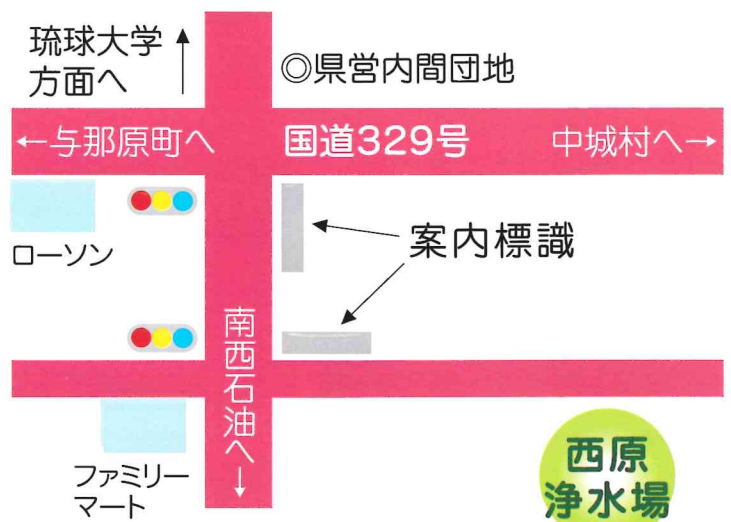 琉球大学
方面へ
↑
◎県営内間団地
←与那原町へ
国道329号
中城村へ→
ローソン
案内標識
南西石油へ→
ファミリー
マート
西原
浄水場